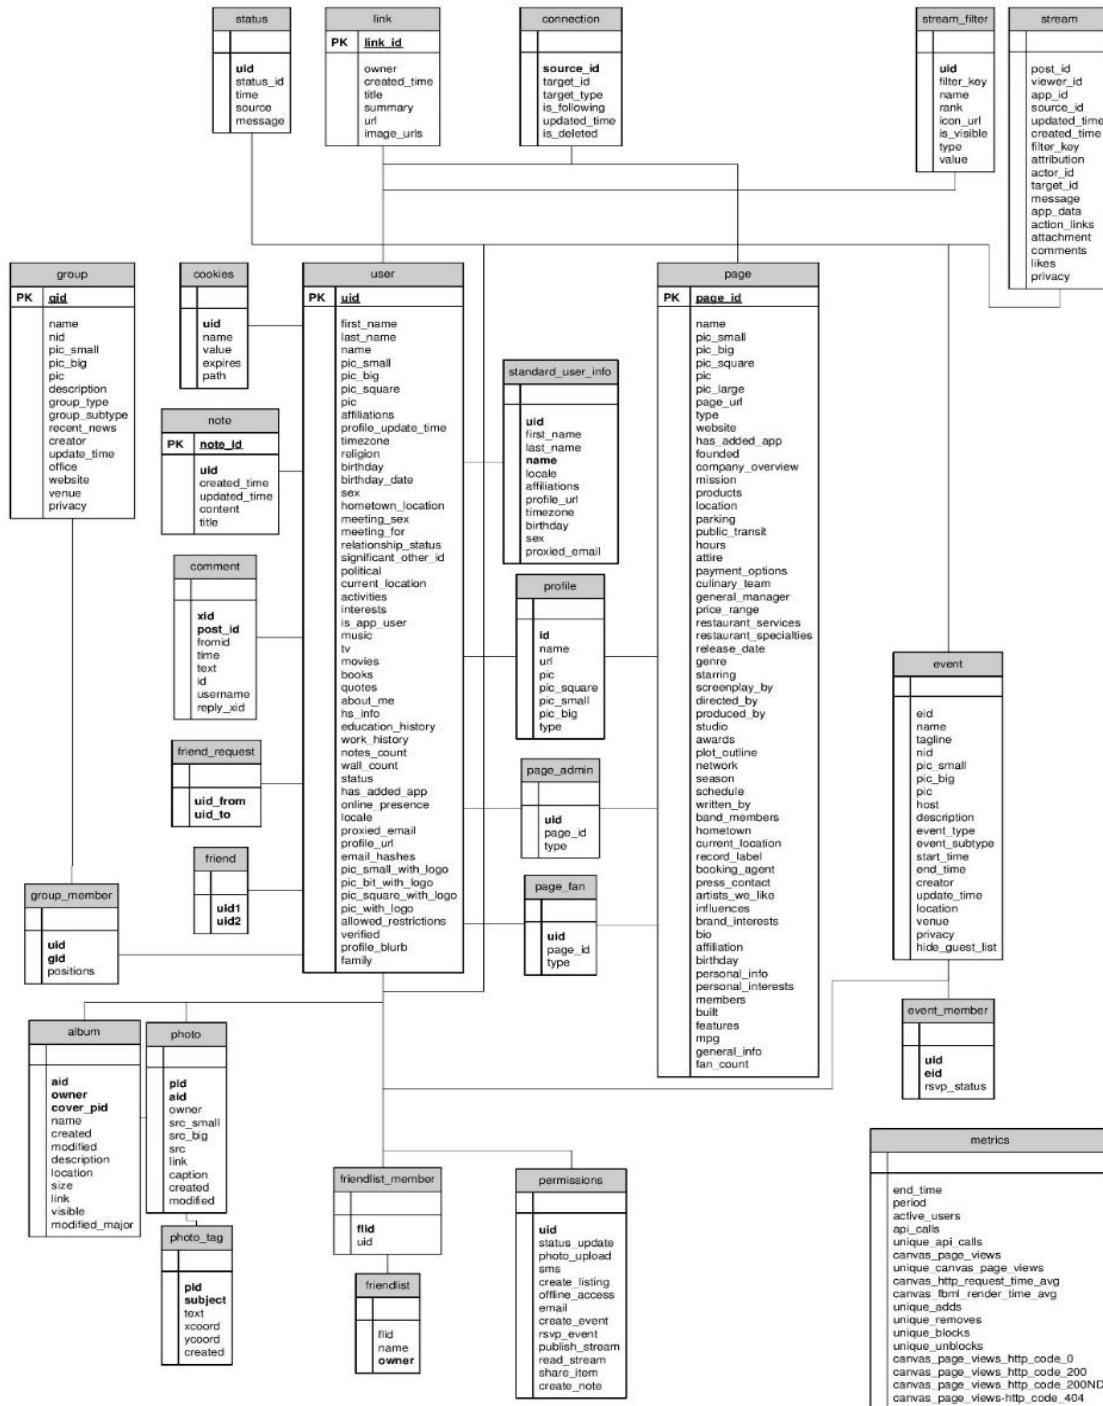 status
uid
status_id
time
source
message
link
PK link_id
owner
created_time
title
summary
url
image_urls
connection
source_id
target_id
target_type
is_following
updated_time
is_deleted
stream_filter
uid
filter_key
name
rank
icon_url
is_visible
type
value
stream
post_id
viewer_id
app_id
source_id
updated_time
created_time
filter_key
attribution
actor_id
target_id
message
app_data
action_links
attachment
comments
likes
privacy
group
PK gid
name
nid
pic_small
pic_big
pic
description
group_type
group_subtype
recent_news
creator
update_time
office
website
venue
privacy
cookies
uid
name
value
expires
path
note
PK note_id
uid
created_time
updated_time
content
title
comment
xid
post_id
fromid
time
text
id
username
reply_xid
friend_request
uid_from
uid_to
friend
uid1
uid2
group_member
uid
gid
positions
user
PK uid
first_name
last_name
name
pic_small
pic_big
pic_square
pic
affiliations
profile_update_time
timezone
religion
birthday
birthday_date
sex
hometown_location
meeting_sex
meeting_for
relationship_status
significant_other_id
political
current_location
activities
interests
is_app_user
music
tv
movies
books
quotes
about_me
hs_info
education_history
work_history
notes_count
wall_count
status
has_added_app
online_presence
locale
proxied_email
profile_url
email_hashes
pic_small_with_logo
pic_bit_with_logo
pic_square_with_logo
pic_with_logo
allowed_restrictions
verified
profile_blurb
family
standard_user_info
uid
first_name
last_name
name
locale
affiliations
profile_url
timezone
birthday
sex
proxied_email
profile
id
name
url
pic
pic_square
pic_small
pic_big
type
page_admin
uid
page_id
type
page_fan
uid
page_id
type
page
PK page_id
name
pic_small
pic_big
pic_square
pic
pic_large
page_url
type
website
has_added_app
founded
company_overview
mission
products
location
parking
public_transit
hours
attire
payment_options
culinary_team
general_manager
price_range
restaurant_services
restaurant_specialties
release_date
genre
starring
screenplay_by
directed_by
produced_by
studio
awards
plot_outline
network
season
schedule
written_by
band_members
hometown
current_location
record_label
booking_agent
press_contact
artists_we_like
influences
brand_interests
bio
affiliation
birthday
personal_info
personal_interests
members
built
features
mpg
general_info
fan_count
event
eid
name
tagline
nid
pic_small
pic_big
pic
host
description
event_type
event_subtype
start_time
end_time
creator
update_time
location
venue
privacy
hide_guest_list
event_member
uid
eid
rsvp_status
album
aid
owner
cover_pid
name
created
modified
description
location
size
link
visible
modified_major
photo
pid
aid
owner
src_small
src_big
src
link
caption
created
modified
photo_tag
pid
subject
text
xcoord
ycoord
created
friendlist_member
flid
uid
friendlist
flid
name
owner
permissions
uid
status_update
photo_upload
sms
create_listing
offline_access
email
create_event
rsvp_event
publish_stream
read_stream
share_item
create_note
metrics
end_time
period
active_users
api_calls
unique_api_calls
canvas_page_views
unique_canvas_page_views
canvas_http_request_time_avg
canvas_fbml_render_time_avg
unique_adds
unique_removes
unique_blocks
unique_unblocks
canvas_page_views_http_code_0
canvas_page_views_http_code_200
canvas_page_views_http_code_200ND
canvas_page_views-http_code_404